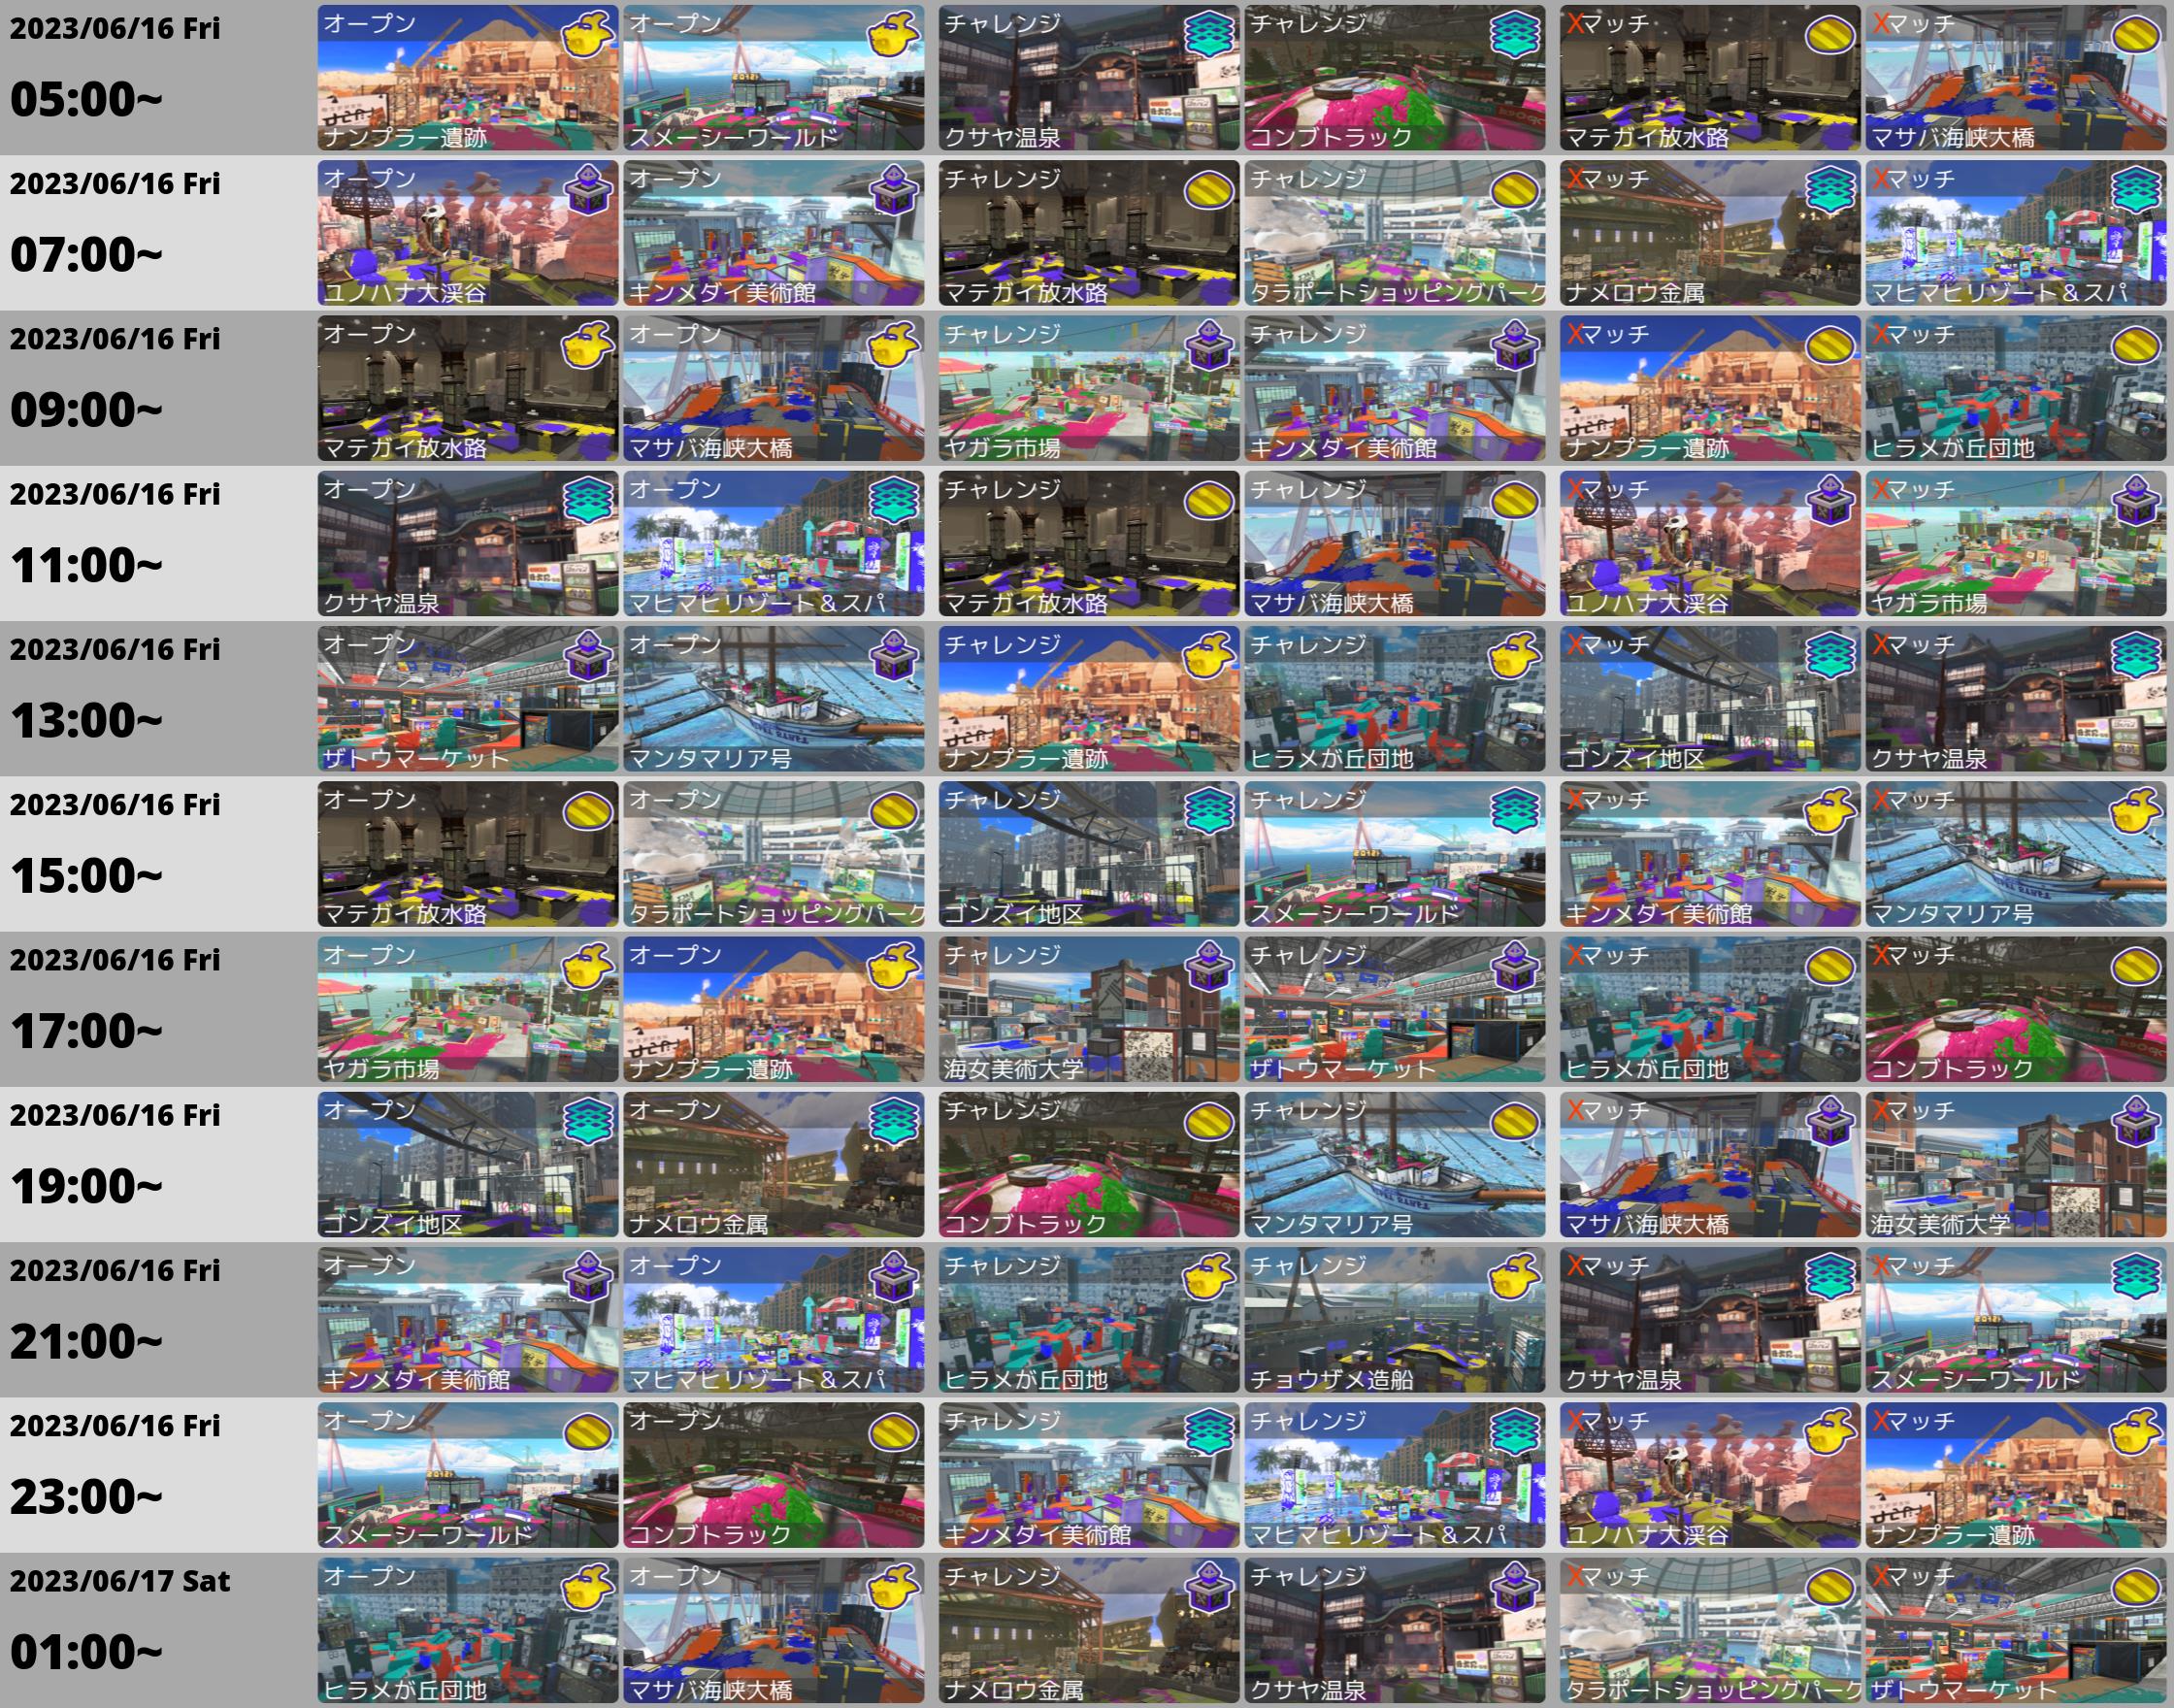 2023/06/16 Fri
05:00~
オープン オープン チャレンジ チャレンジ Xマッチ Xマッチ
ナンプラー遺跡 スメーシーワールド クサヤ温泉 コンブトラック マテガイ放水路 マサバ海峡大橋
2023/06/16 Fri
07:00~
オープン オープン チャレンジ チャレンジ Xマッチ Xマッチ
ユノハナ大渓谷 キンメダイ美術館 マテガイ放水路 タラポートショッピングパーク ナメロウ金属 マヒマヒリゾート&スパ
2023/06/16 Fri
09:00~
オープン オープン チャレンジ チャレンジ Xマッチ Xマッチ
マテガイ放水路 マサバ海峡大橋 ヤガラ市場 キンメダイ美術館 ナンプラー遺跡 ヒラメが丘団地
2023/06/16 Fri
11:00~
オープン オープン チャレンジ チャレンジ Xマッチ Xマッチ
クサヤ温泉 マヒマヒリゾート&スパ マテガイ放水路 マサバ海峡大橋 ユノハナ大渓谷 ヤガラ市場
2023/06/16 Fri
13:00~
オープン オープン チャレンジ チャレンジ Xマッチ Xマッチ
ザトウマーケット マンタマリア号 ナンプラー遺跡 ヒラメが丘団地 ゴンズイ地区 クサヤ温泉
2023/06/16 Fri
15:00~
オープン オープン チャレンジ チャレンジ Xマッチ Xマッチ
マテガイ放水路 タラポートショッピングパーク ゴンズイ地区 スメーシーワールド キンメダイ美術館 マンタマリア号
2023/06/16 Fri
17:00~
オープン オープン チャレンジ チャレンジ Xマッチ Xマッチ
ヤガラ市場 ナンプラー遺跡 海女美術大学 ザトウマーケット ヒラメが丘団地 コンブトラック
2023/06/16 Fri
19:00~
オープン オープン チャレンジ チャレンジ Xマッチ Xマッチ
ゴンズイ地区 ナメロウ金属 コンブトラック マンタマリア号 マサバ海峡大橋 海女美術大学
2023/06/16 Fri
21:00~
オープン オープン チャレンジ チャレンジ Xマッチ Xマッチ
キンメダイ美術館 マヒマヒリゾート&スパ ヒラメが丘団地 チョウザメ造船 クサヤ温泉 スメーシーワールド
2023/06/16 Fri
23:00~
オープン オープン チャレンジ チャレンジ Xマッチ Xマッチ
スメーシーワールド コンブトラック キンメダイ美術館 マヒマヒリゾート&スパ ユノハナ大渓谷 ナンプラー遺跡
2023/06/17 Sat
01:00~
オープン オープン チャレンジ チャレンジ Xマッチ Xマッチ
ヒラメが丘団地 マサバ海峡大橋 ナメロウ金属 クサヤ温泉 タラポートショッピングパーク ザトウマーケット